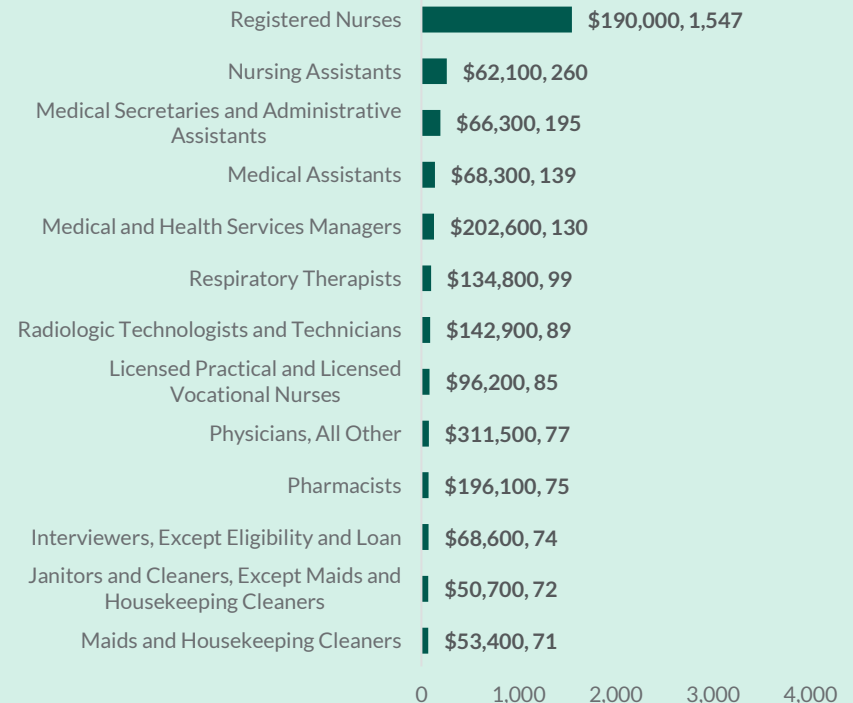 Registered Nurses $190,000, 1,547
Nursing Assistants $62,100, 260
Medical Secretaries and Administrative
Assistants $66,300, 195
Medical Assistants $68,300, 139
Medical and Health Services Managers $202,600, 130
Respiratory Therapists $134,800, 99
Radiologic Technologists and Technicians $142,900, 89
Licensed Practical and Licensed
Vocational Nurses $96,200, 85
Physicians, All Other $311,500, 77
Pharmacists $196,100, 75
Interviewers, Except Eligibility and Loan $68,600, 74
Janitors and Cleaners, Except Maids and
Housekeeping Cleaners $50,700, 72
Maids and Housekeeping Cleaners $53,400, 71
0 1,000 2,000 3,000 4,000